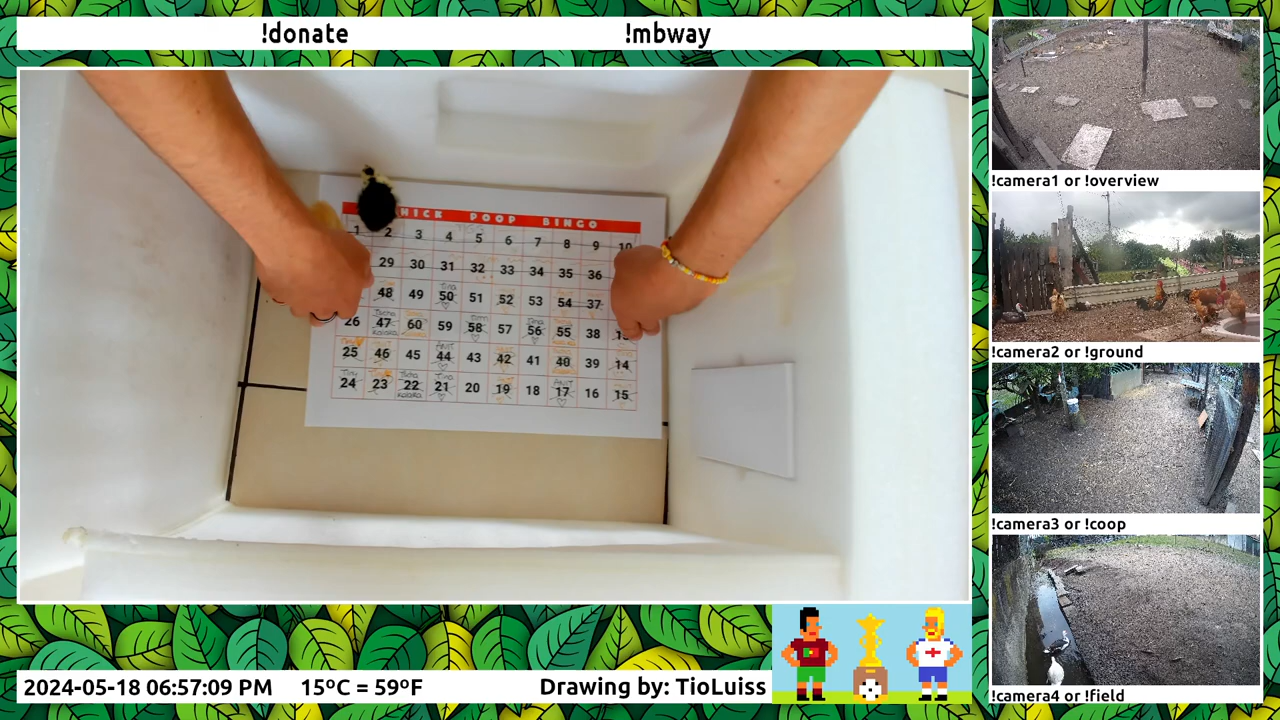 !donate !mbway
HICK POOP BINGO
1 2 3 4 5 6 7 8 9 10
29 30 31 32 33 34 35 36
48 49 50 51 52 53 54 37
26 47 60 59 58 57 56 55 38 13
25 46 45 44 43 42 41 40 39 14
24 23 22 21 20 19 18 17 16 15
!camera1 or !overview
!camera2 or !ground
!camera3 or !coop
!camera4 or !field
2024-05-18 06:57:09 PM 15ºC = 59ºF Drawing by: TioLuiss